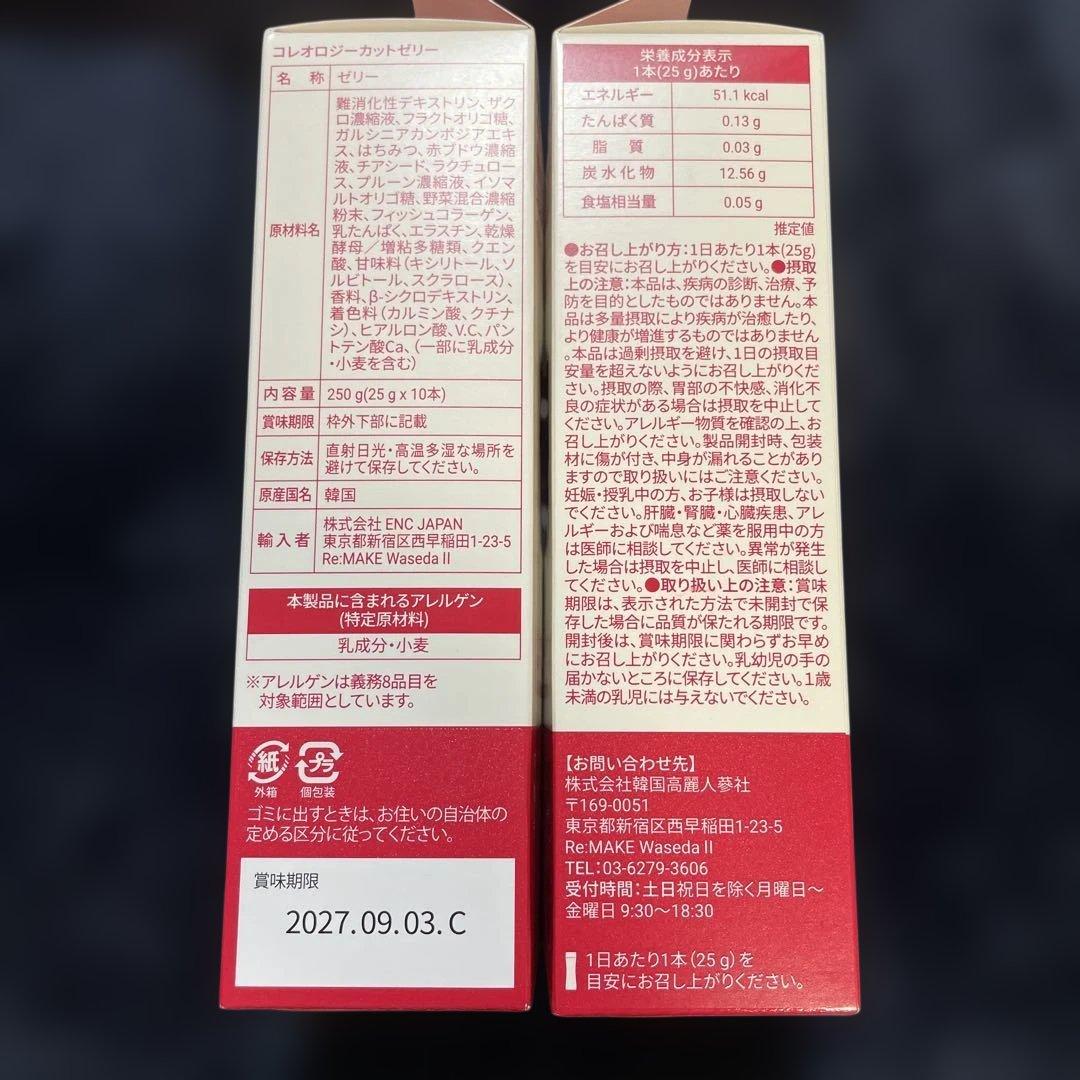 コレオロジーカットゼリー
名 称 ゼリー
原材料名
難消化性デキストリン、ザク
ロ濃縮液、フラクトオリゴ糖、
ガルシニアカンボジアエキ
ス、はちみつ、赤ブドウ濃縮
液、チアシード、ラクチュロー
ス、プルーン濃縮液、イソマ
ルトオリゴ糖、野菜混合濃縮
粉末、フィッシュコラーゲン、
乳たんぱく、エラスチン、乾燥
酵母／増粘多糖類、クエン
酸、甘味料（キシリトール、ソ
ルビトール、スクラロース）、
香料、β-シクロデキストリン、
着色料（カルミン酸、クチナ
シ）、ヒアルロン酸、V.C、パン
トテン酸Ca、（一部に乳成分
・小麦を含む）
内容量 250 g(25 g x 10本)
賞味期限 枠外下部に記載
保存方法 直射日光・高温多湿な場所を
避けて保存してください。
原産国名 韓国
輸入者
株式会社 ENC JAPAN
東京都新宿区西早稲田1-23-5
Re:MAKE Waseda II
本製品に含まれるアレルゲン
(特定原材料)
乳成分・小麦
※アレルゲンは義務8品目を
対象範囲としています。
紙 プラ
外箱 個包装
ゴミに出すときは、お住いの自治体の
定める区分に従ってください。
賞味期限
2027.09.03. C
栄養成分表示
1本(25 g)あたり
エネルギー 51.1 kcal
たんぱく質 0.13 g
脂 質 0.03 g
炭水化物 12.56 g
食塩相当量 0.05 g
推定値
●お召し上がり方：1日あたり1本(25g)
を目安にお召し上がりください。●摂取
上の注意：本品は、疾病の診断、治療、予
防を目的としたものではありません。本
品は多量摂取により疾病が治癒したり、
より健康が増進するものではありません
。本品は過剰摂取を避け、1日の摂取目
安量を超えないようにお召し上がりくだ
さい。摂取の際、胃部の不快感、消化不
良の症状がある場合は摂取を中止して
ください。アレルギー物質を確認の上、お
召し上がりください。製品開封時、包装
材に傷が付き、中身が漏れることがあり
ますので取り扱いにはご注意ください。
妊娠・授乳中の方、お子様は摂取しない
でください。肝臓・腎臓・心臓疾患、アレ
ルギーおよび喘息など薬を服用中の方
は医師に相談してください。異常が発生
した場合は摂取を中止し、医師に相談し
てください。●取り扱い上の注意：賞味
期限は、表示された方法で未開封で保
存した場合に品質が保たれる期限です。
開封後は、賞味期限に関わらずお早め
にお召し上がりください。乳幼児の手の
届かないところに保存してください。1歳
未満の乳児には与えないでください。
【お問い合わせ先】
株式会社韓国高麗人蔘社
〒169-0051
東京都新宿区西早稲田1-23-5
Re:MAKE Waseda II
TEL：03-6279-3606
受付時間：土日祝日を除く月曜日～
金曜日 9:30～18:30
1日あたり1本（25 g）を
目安にお召し上がりください。